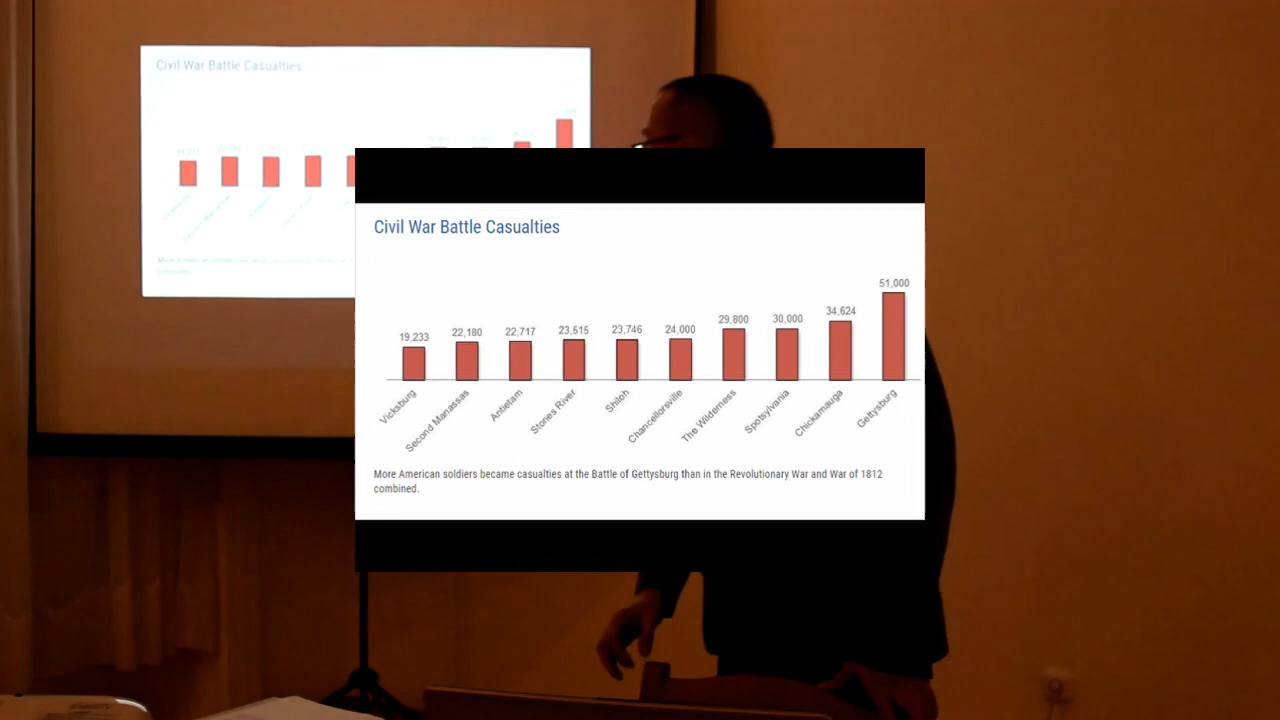 Civil War Battle Casualties
Civil War Battle Casualties
51,000
34,624
29,800
30,000
19,233
22,180
22,717
23,515
23,746
24,000
Vicksburg
Second Manassas
Antietam
Stones River
Shiloh
Chancellorsville
The Wilderness
Spotsylvania
Chickamauga
Gettysburg
More American soldiers became casualties at the Battle of Gettysburg than in the Revolutionary War and War of 1812
combined.